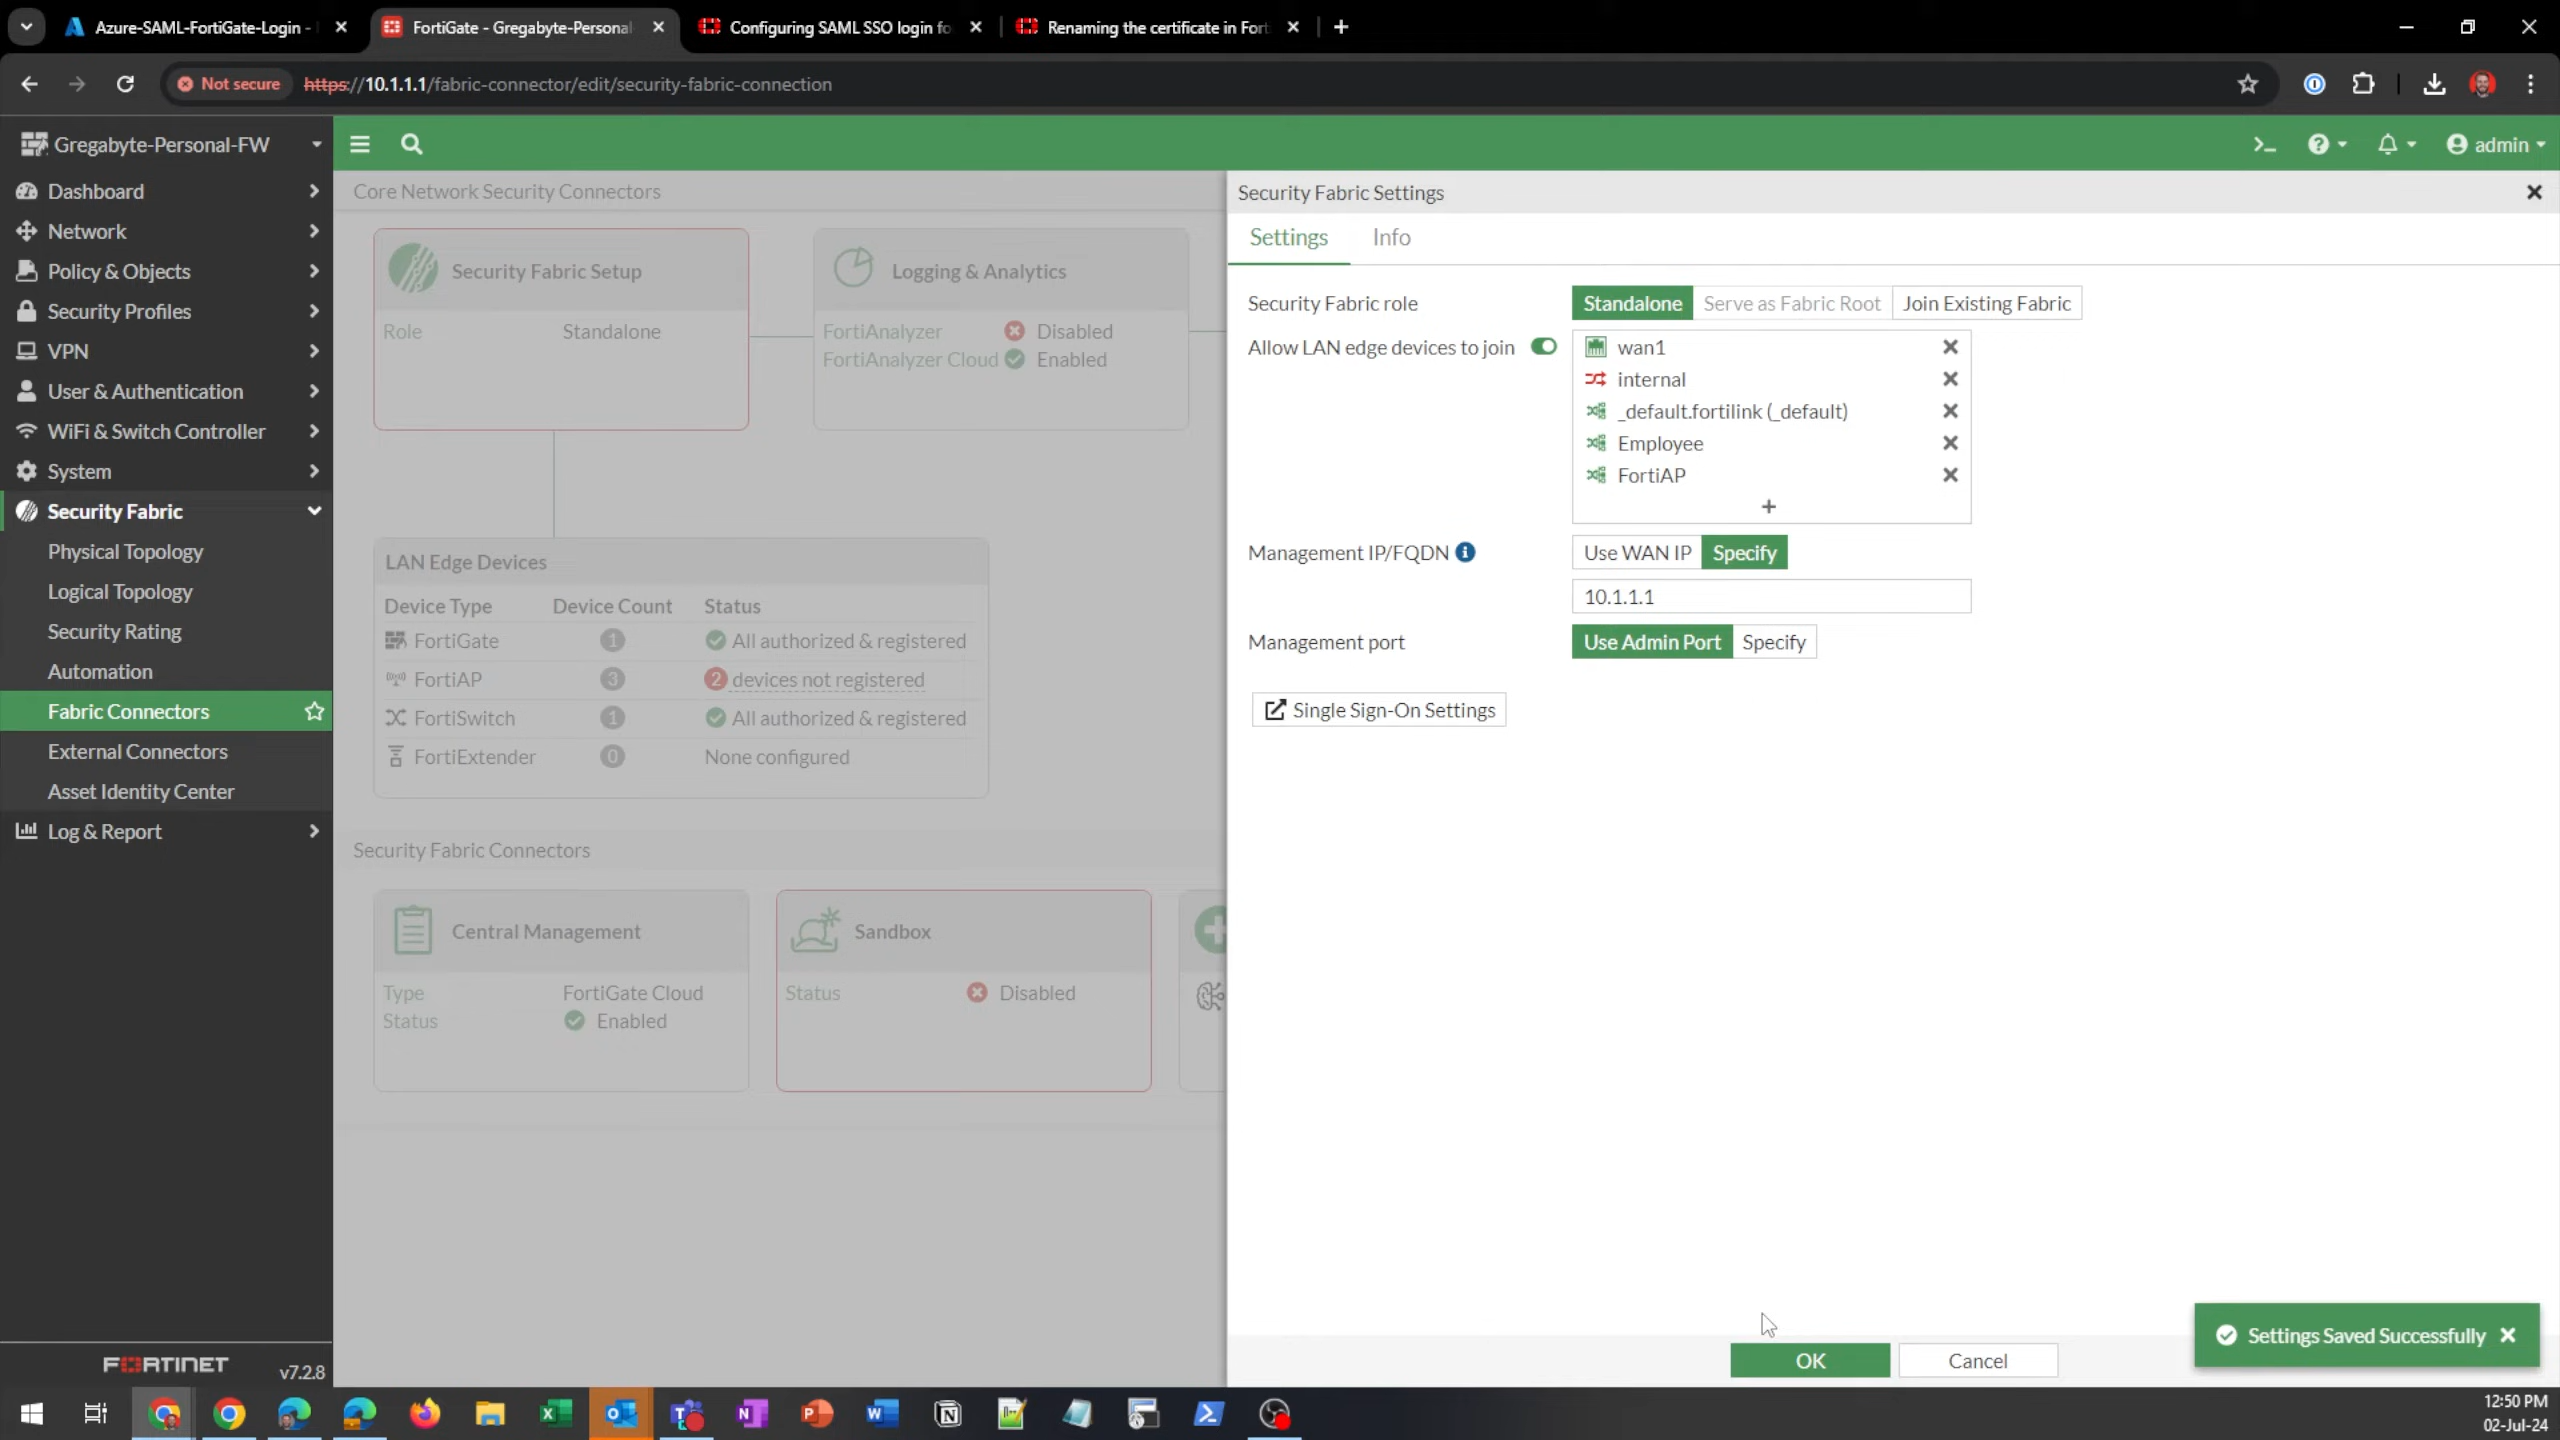 Azure-SAML-FortiGate-Login -
FortiGate - Gregabyte-Personal
Configuring SAML SSO login fo
Renaming the certificate in Fort
Not secure
https://10.1.1.1/fabric-connector/edit/security-fabric-connection
Gregabyte-Personal-FW
admin
Dashboard
Network
Policy & Objects
Security Profiles
VPN
User & Authentication
WiFi & Switch Controller
System
Security Fabric
Physical Topology
Logical Topology
Security Rating
Automation
Fabric Connectors
External Connectors
Asset Identity Center
Log & Report
FORTINET v7.2.8
Core Network Security Connectors
Security Fabric Setup
Role Standalone
Logging & Analytics
FortiAnalyzer Disabled
FortiAnalyzer Cloud Enabled
LAN Edge Devices
Device Type Device Count Status
FortiGate 1 All authorized & registered
FortiAP 3 2 devices not registered
FortiSwitch 1 All authorized & registered
FortiExtender 0 None configured
Security Fabric Connectors
Central Management
Type FortiGate Cloud
Status Enabled
Sandbox
Status Disabled
Security Fabric Settings
Settings Info
Security Fabric role Standalone Serve as Fabric Root Join Existing Fabric
Allow LAN edge devices to join wan1
internal
_default.fortilink (_default)
Employee
FortiAP
Management IP/FQDN Use WAN IP Specify
10.1.1.1
Management port Use Admin Port Specify
Single Sign-On Settings
OK Cancel
Settings Saved Successfully
12:50 PM
02-Jul-24